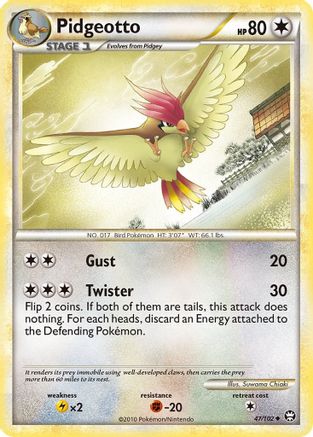 Pidgeotto
HP 80
STAGE 1
Evolves from Pidgey
NO. 017 Bird Pokémon HT: 3'07" WT: 66.1 lbs.
Gust 20
Twister 30
Flip 2 coins. If both of them are tails, this attack does
nothing. For each heads, discard an Energy attached to
the Defending Pokémon.
It renders its prey immobile using well-developed claws, then carries the prey
more than 60 miles to its nest.
Illus. Suwama Chiaki
weakness
resistance
retreat cost
×2
-20
©2010 Pokémon/Nintendo
47/102